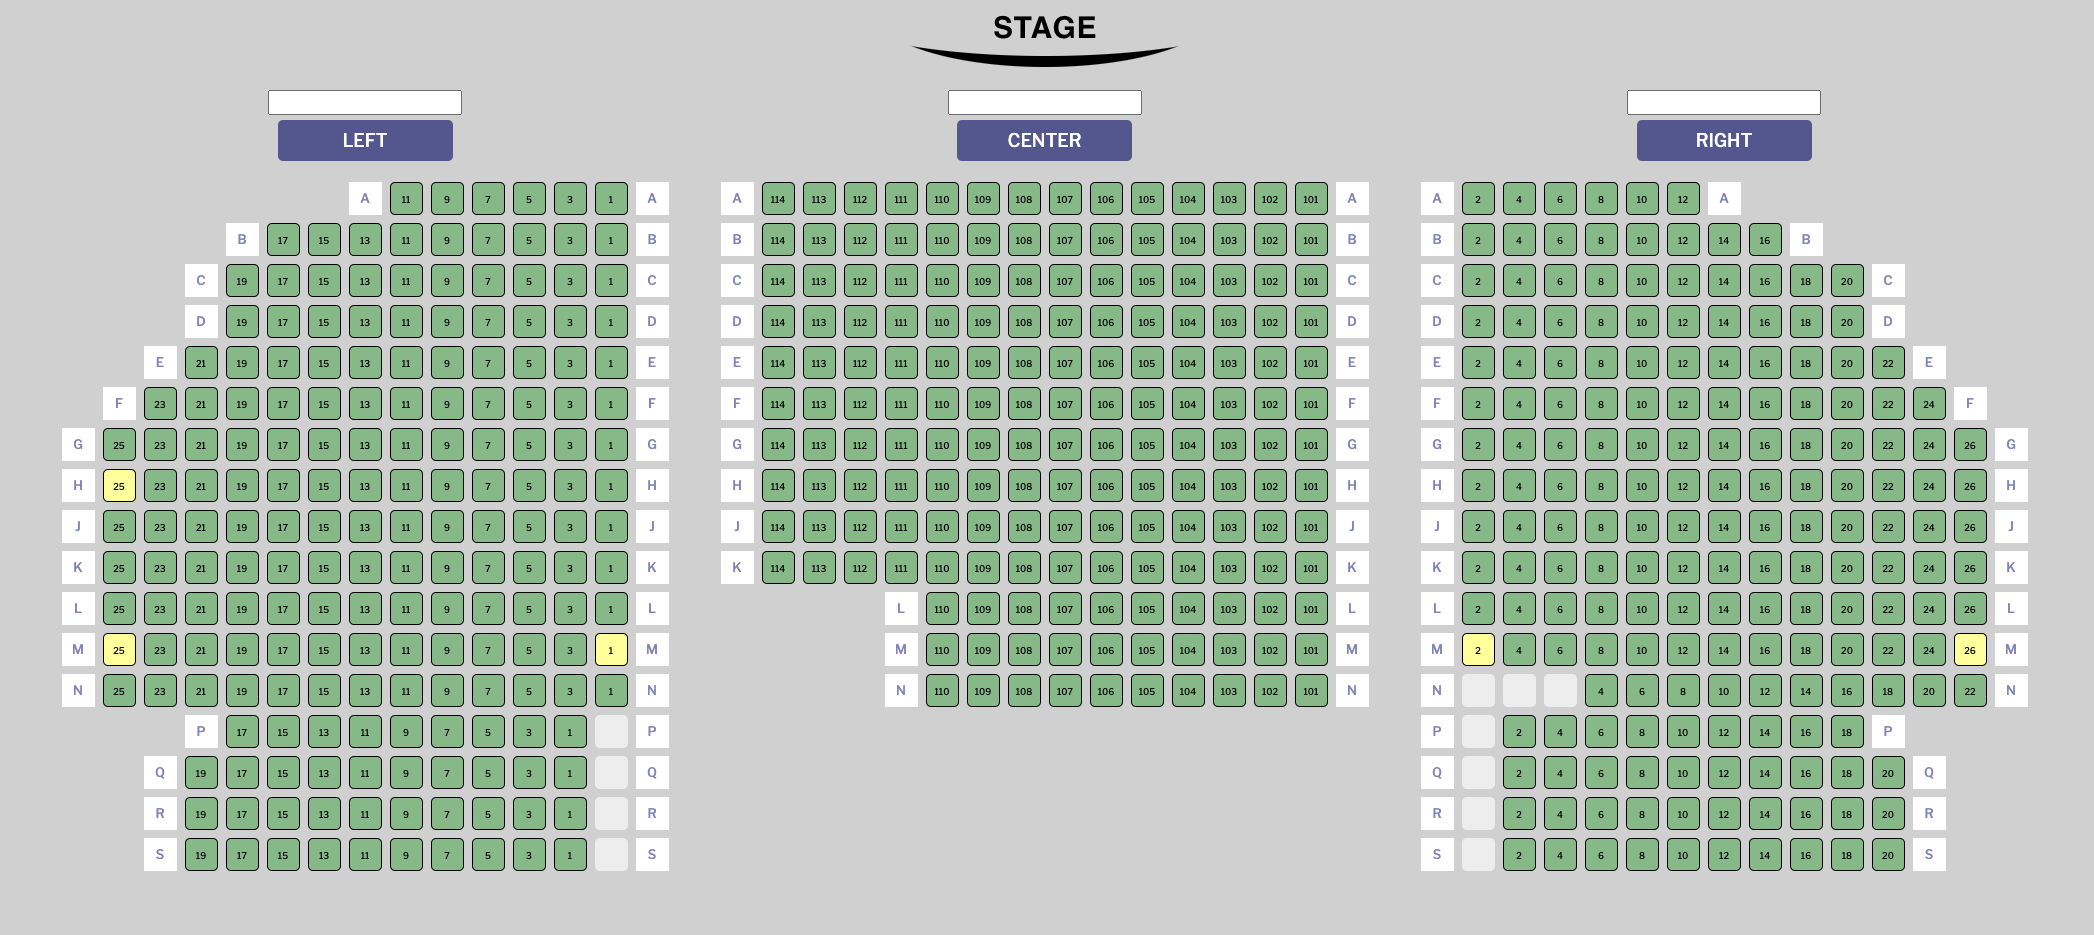 STAGE
LEFT CENTER RIGHT
A 11 9 7 5 3 1 A A 114 113 112 111 110 109 108 107 106 105 104 103 102 101 A A 2 4 6 8 10 12 A
B 17 15 13 11 9 7 5 3 1 B B 114 113 112 111 110 109 108 107 106 105 104 103 102 101 B B 2 4 6 8 10 12 14 16 B
C 19 17 15 13 11 9 7 5 3 1 C C 114 113 112 111 110 109 108 107 106 105 104 103 102 101 C C 2 4 6 8 10 12 14 16 18 20 C
D 19 17 15 13 11 9 7 5 3 1 D D 114 113 112 111 110 109 108 107 106 105 104 103 102 101 D D 2 4 6 8 10 12 14 16 18 20 D
E 21 19 17 15 13 11 9 7 5 3 1 E E 114 113 112 111 110 109 108 107 106 105 104 103 102 101 E E 2 4 6 8 10 12 14 16 18 20 22 E
F 23 21 19 17 15 13 11 9 7 5 3 1 F F 114 113 112 111 110 109 108 107 106 105 104 103 102 101 F F 2 4 6 8 10 12 14 16 18 20 22 24 F
G 25 23 21 19 17 15 13 11 9 7 5 3 1 G G 114 113 112 111 110 109 108 107 106 105 104 103 102 101 G G 2 4 6 8 10 12 14 16 18 20 22 24 26 G
H 25 23 21 19 17 15 13 11 9 7 5 3 1 H H 114 113 112 111 110 109 108 107 106 105 104 103 102 101 H H 2 4 6 8 10 12 14 16 18 20 22 24 26 H
J 25 23 21 19 17 15 13 11 9 7 5 3 1 J J 114 113 112 111 110 109 108 107 106 105 104 103 102 101 J J 2 4 6 8 10 12 14 16 18 20 22 24 26 J
K 25 23 21 19 17 15 13 11 9 7 5 3 1 K K 114 113 112 111 110 109 108 107 106 105 104 103 102 101 K K 2 4 6 8 10 12 14 16 18 20 22 24 26 K
L 25 23 21 19 17 15 13 11 9 7 5 3 1 L L 110 109 108 107 106 105 104 103 102 101 L L 2 4 6 8 10 12 14 16 18 20 22 24 26 L
M 25 23 21 19 17 15 13 11 9 7 5 3 1 M M 110 109 108 107 106 105 104 103 102 101 M M 2 4 6 8 10 12 14 16 18 20 22 24 26 M
N 25 23 21 19 17 15 13 11 9 7 5 3 1 N N 110 109 108 107 106 105 104 103 102 101 N N 4 6 8 10 12 14 16 18 20 22 N
P 17 15 13 11 9 7 5 3 1 P P 2 4 6 8 10 12 14 16 18 P
Q 19 17 15 13 11 9 7 5 3 1 Q Q 2 4 6 8 10 12 14 16 18 20 Q
R 19 17 15 13 11 9 7 5 3 1 R R 2 4 6 8 10 12 14 16 18 20 R
S 19 17 15 13 11 9 7 5 3 1 S S 2 4 6 8 10 12 14 16 18 20 S